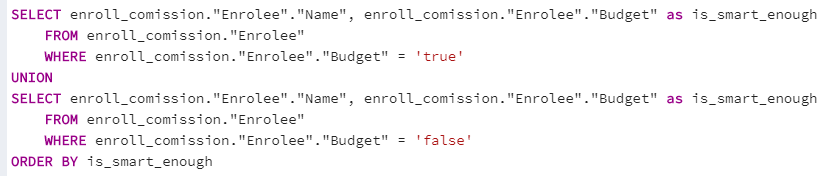 SELECT enroll_comission."Enrolee"."Name", enroll_comission."Enrolee"."Budget" as is_smart_enough
    FROM enroll_comission."Enrolee"
    WHERE enroll_comission."Enrolee"."Budget" = 'true'
UNION
SELECT enroll_comission."Enrolee"."Name", enroll_comission."Enrolee"."Budget" as is_smart_enough
    FROM enroll_comission."Enrolee"
    WHERE enroll_comission."Enrolee"."Budget" = 'false'
ORDER BY is_smart_enough